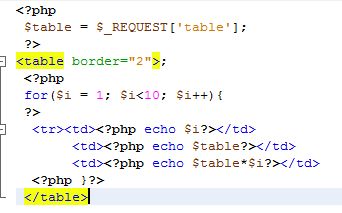 <?php
$table = $_REQUEST['table'];
?>
<table border="2">;
<?php
for($i = 1; $i<10; $i++){
?>
<tr><td><?php echo $i?></td>
<td><?php echo $table?></td>
<td><?php echo $table*$i?></td>
<?php }?>
</table>